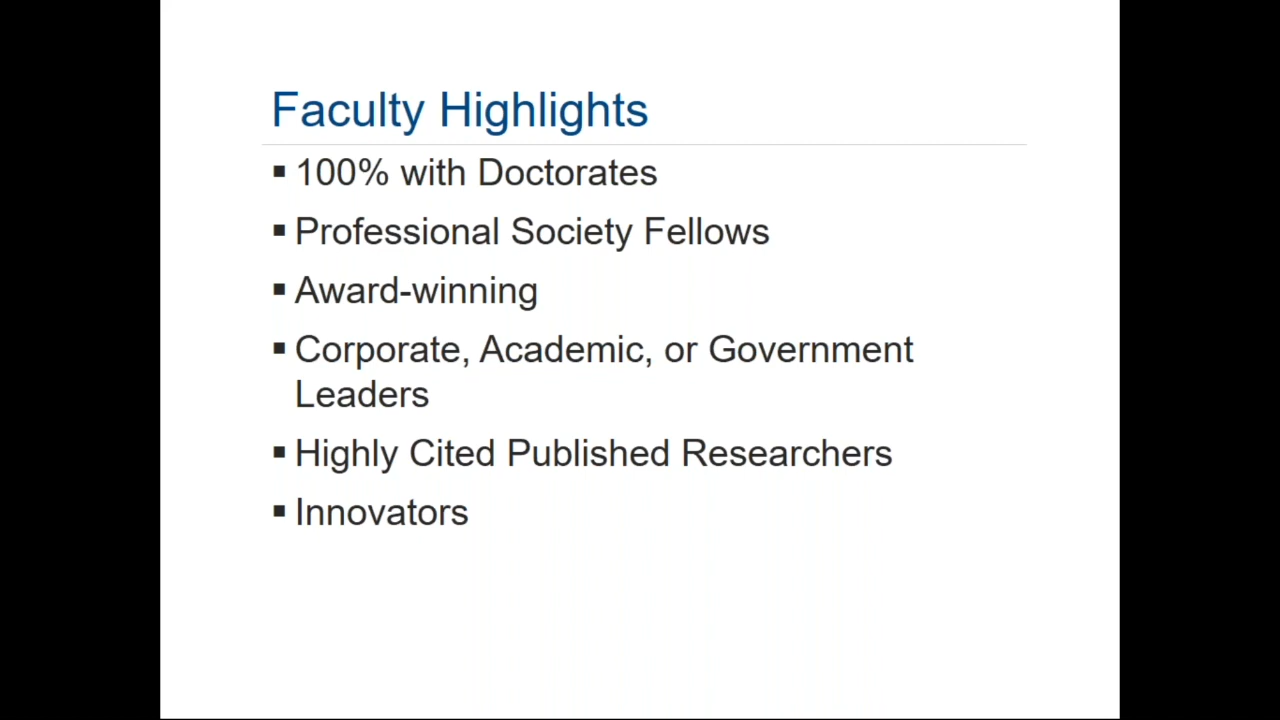 Faculty Highlights
▪ 100% with Doctorates
▪ Professional Society Fellows
▪ Award-winning
▪ Corporate, Academic, or Government
Leaders
▪ Highly Cited Published Researchers
▪ Innovators